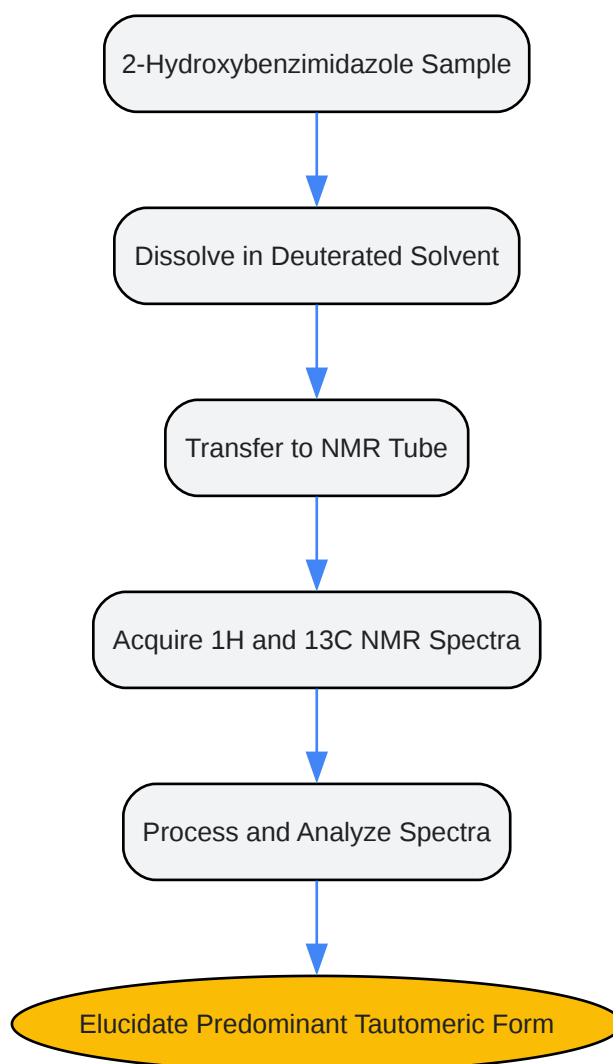 2-Hydroxybenzimidazole Sample
Dissolve in Deuterated Solvent
Transfer to NMR Tube
Acquire 1H and 13C NMR Spectra
Process and Analyze Spectra
Elucidate Predominant Tautomeric Form